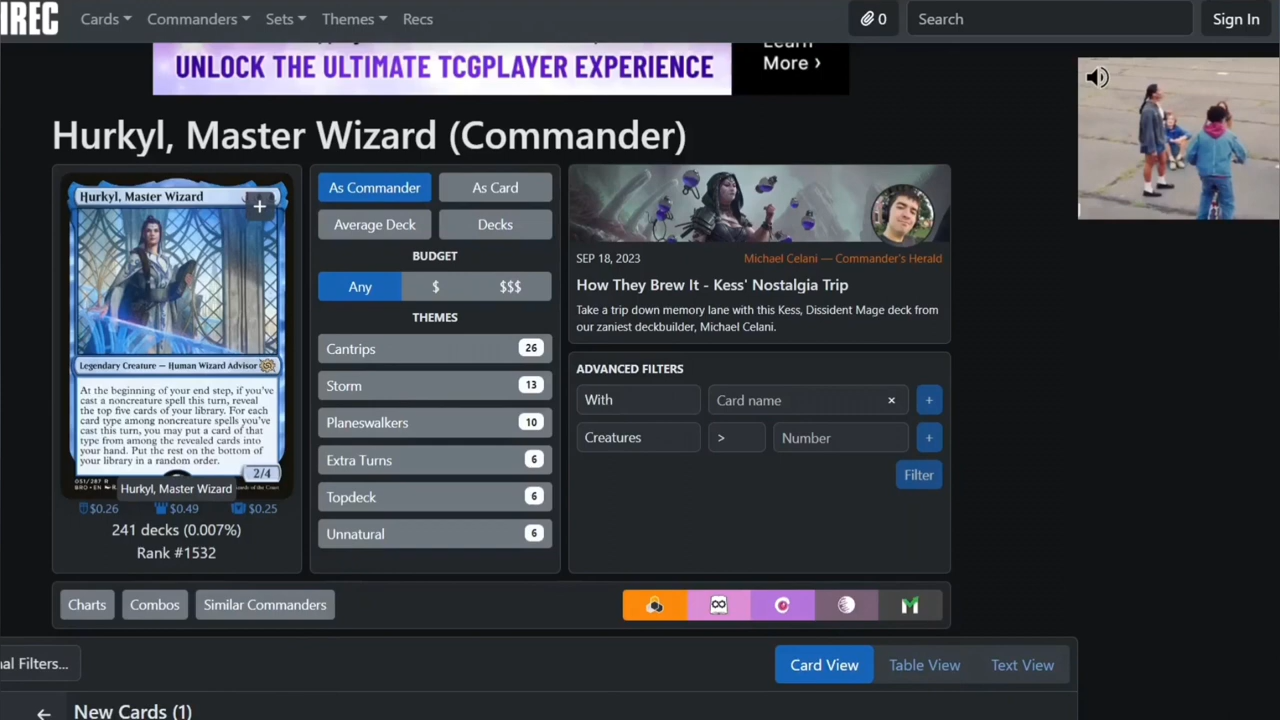 IREC
Cards
Commanders
Sets
Themes
Recs
0
Search
Sign In
UNLOCK THE ULTIMATE TCGPLAYER EXPERIENCE
Learn
More ›
Hurkyl, Master Wizard (Commander)
Hurkyl, Master Wizard
+
Legendary Creature — Human Wizard Advisor
At the beginning of your end step, if you've
cast a noncreature spell this turn, reveal
the top five cards of your library. For each
card type among noncreature spells you've
cast this turn, you may put a card of that
type from among the revealed cards into
your hand. Put the rest on the bottom of
your library in a random order.
2/4
Hurkyl, Master Wizard
$0.26
$0.49
$0.25
241 decks (0.007%)
Rank #1532
As Commander
As Card
Average Deck
Decks
BUDGET
Any
$
$$$
THEMES
Cantrips 26
Storm 13
Planeswalkers 10
Extra Turns 6
Topdeck 6
Unnatural 6
SEP 18, 2023
Michael Celani — Commander's Herald
How They Brew It - Kess' Nostalgia Trip
Take a trip down memory lane with this Kess, Dissident Mage deck from
our zaniest deckbuilder, Michael Celani.
ADVANCED FILTERS
With
Card name
×
+
Creatures
>
Number
+
Filter
Charts
Combos
Similar Commanders
nal Filters...
Card View
Table View
Text View
New Cards (1)